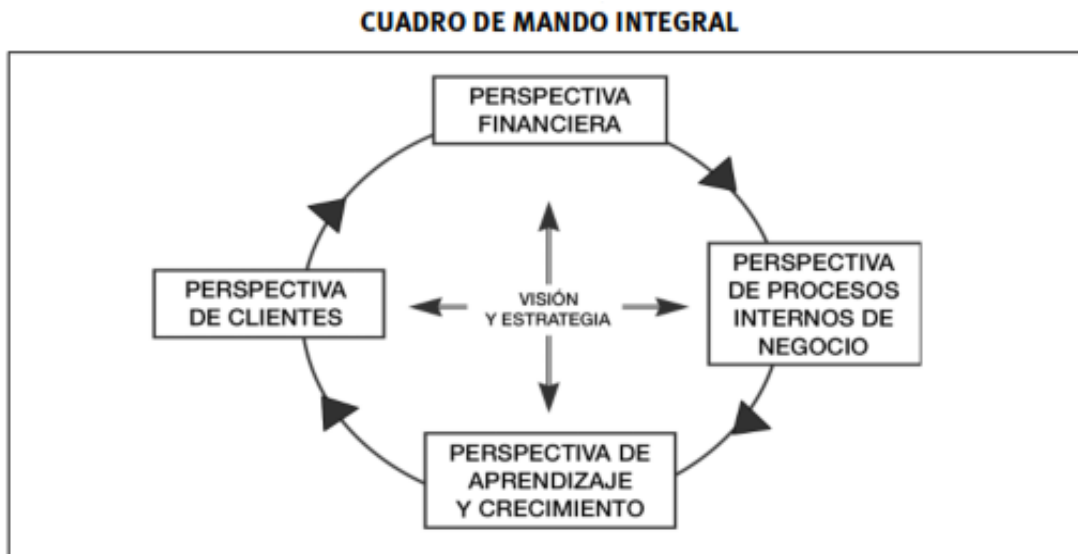 CUADRO DE MANDO INTEGRAL
PERSPECTIVA
FINANCIERA
PERSPECTIVA
DE CLIENTES
VISIÓN
Y ESTRATEGIA
PERSPECTIVA
DE PROCESOS
INTERNOS DE
NEGOCIO
PERSPECTIVA DE
APRENDIZAJE
Y CRECIMIENTO